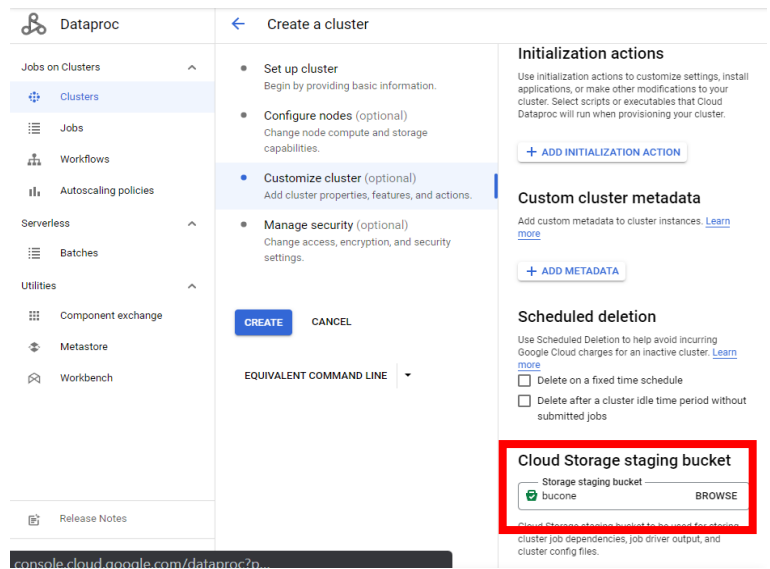 Dataproc
Jobs on Clusters
Clusters
Jobs
Workflows
Autoscaling policies
Serverless
Batches
Utilities
Component exchange
Metastore
Workbench
Release Notes
console.cloud.google.com/dataproc?p...
Create a cluster
Set up cluster
Begin by providing basic information.
Configure nodes (optional)
Change node compute and storage
capabilities.
Customize cluster (optional)
Add cluster properties, features, and actions.
Manage security (optional)
Change access, encryption, and security
settings.
CREATE CANCEL
EQUIVALENT COMMAND LINE
Initialization actions
Use initialization actions to customize settings, install
applications, or make other modifications to your
cluster. Select scripts or executables that Cloud
Dataproc will run when provisioning your cluster.
+ ADD INITIALIZATION ACTION
Custom cluster metadata
Add custom metadata to cluster instances. Learn
more
+ ADD METADATA
Scheduled deletion
Use Scheduled Deletion to help avoid incurring
Google Cloud charges for an inactive cluster. Learn
more
Delete on a fixed time schedule
Delete after a cluster idle time period without
submitted jobs
Cloud Storage staging bucket
Storage staging bucket
bucone BROWSE
Cloud Storage staging bucket to be used for storing
cluster job dependencies, job driver output, and
cluster config files.